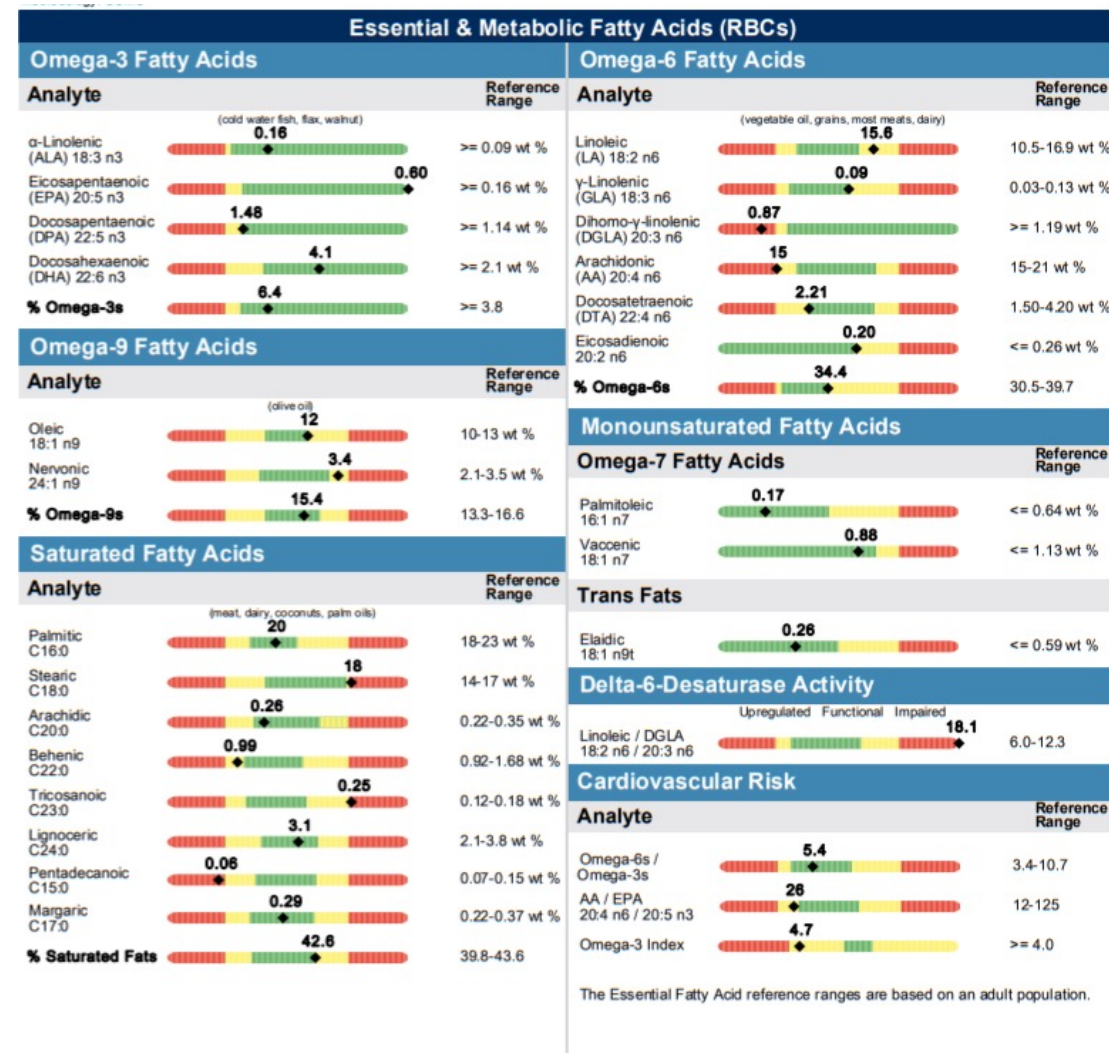 Essential & Metabolic Fatty Acids (RBCs)
Omega-3 Fatty Acids
Analyte
Reference
Range
(cold water fish, flax, walnut)
α-Linolenic
(ALA) 18:3 n3
0.16
>= 0.09 wt %
Eicosapentaenoic
(EPA) 20:5 n3
0.60
>= 0.16 wt %
Docosapentaenoic
(DPA) 22:5 n3
1.48
>= 1.14 wt %
Docosahexaenoic
(DHA) 22:6 n3
4.1
>= 2.1 wt %
% Omega-3s
6.4
>= 3.8
Omega-9 Fatty Acids
Analyte
Reference
Range
(olive oil)
Oleic
18:1 n9
12
10-13 wt %
Nervonic
24:1 n9
3.4
2.1-3.5 wt %
% Omega-9s
15.4
13.3-16.6
Saturated Fatty Acids
Analyte
Reference
Range
(meat, dairy, coconuts, palm oils)
Palmitic
C16:0
20
18-23 wt %
Stearic
C18:0
18
14-17 wt %
Arachidic
C20:0
0.26
0.22-0.35 wt %
Behenic
C22:0
0.99
0.92-1.68 wt %
Tricosanoic
C23:0
0.25
0.12-0.18 wt %
Lignoceric
C24:0
3.1
2.1-3.8 wt %
Pentadecanoic
C15:0
0.06
0.07-0.15 wt %
Margaric
C17:0
0.29
0.22-0.37 wt %
% Saturated Fats
42.6
39.8-43.6
Omega-6 Fatty Acids
Analyte
Reference
Range
(vegetable oil, grains, most meats, dairy)
Linoleic
(LA) 18:2 n6
15.6
10.5-16.9 wt %
γ-Linolenic
(GLA) 18:3 n6
0.09
0.03-0.13 wt %
Dihomo-γ-linolenic
(DGLA) 20:3 n6
0.87
>= 1.19 wt %
Arachidonic
(AA) 20:4 n6
15
15-21 wt %
Docosatetraenoic
(DTA) 22:4 n6
2.21
1.50-4.20 wt %
Eicosadienoic
20:2 n6
0.20
<= 0.26 wt %
% Omega-6s
34.4
30.5-39.7
Monounsaturated Fatty Acids
Omega-7 Fatty Acids
Reference
Range
Palmitoleic
16:1 n7
0.17
<= 0.64 wt %
Vaccenic
18:1 n7
0.88
<= 1.13 wt %
Trans Fats
Elaidic
18:1 n9t
0.26
<= 0.59 wt %
Delta-6-Desaturase Activity
Upregulated Functional Impaired
Linoleic / DGLA
18:2 n6 / 20:3 n6
18.1
6.0-12.3
Cardiovascular Risk
Analyte
Reference
Range
Omega-6s /
Omega-3s
5.4
3.4-10.7
AA / EPA
20:4 n6 / 20:5 n3
26
12-125
Omega-3 Index
4.7
>= 4.0
The Essential Fatty Acid reference ranges are based on an adult population.